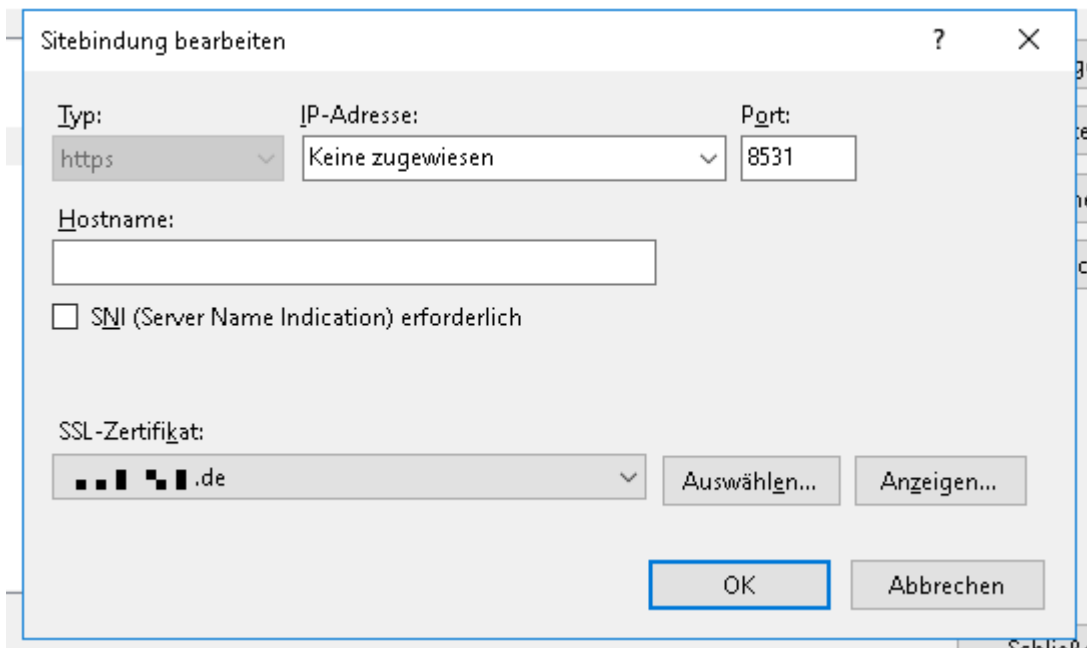 Sitebindung bearbeiten ?
Typ: IP-Adresse: Port:
https Keine zugewiesen 8531
Hostname:
SNI (Server Name Indication) erforderlich
SSL-Zertifikat:
.de Auswählen... Anzeigen...
OK Abbrechen